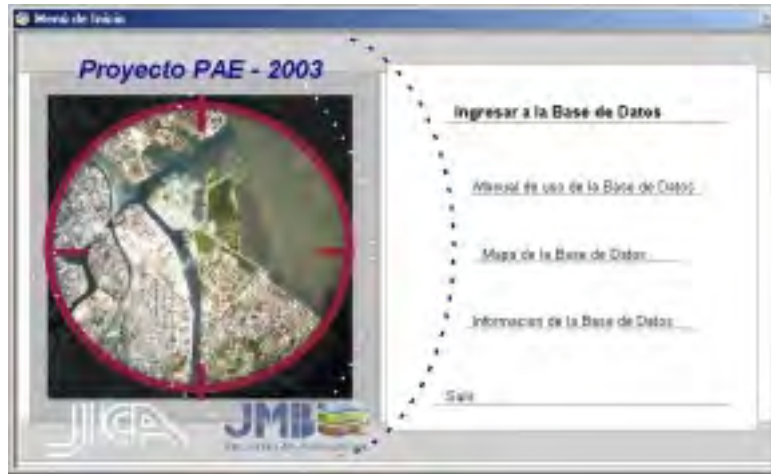 Menú de Inicio
Proyecto PAE - 2003
Ingresar a la Base de Datos
Manual de uso de la Base de Datos
Mapa de la Base de Datos
Informacion de la Base de Datos
Salir
JICA
JMB